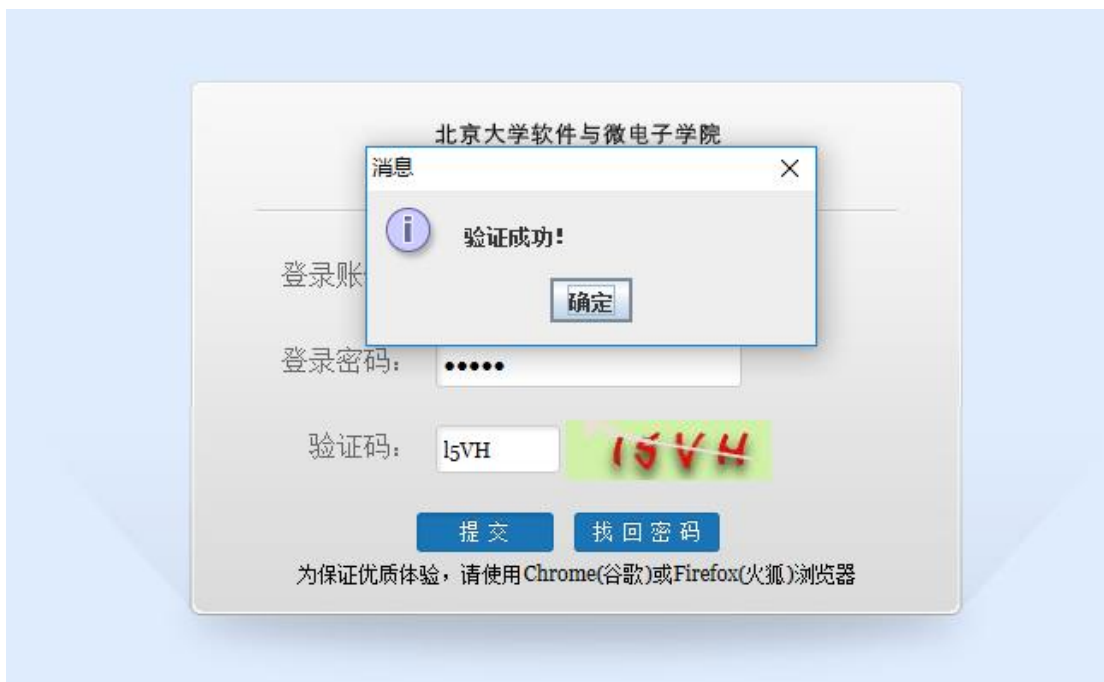 北京大学软件与微电子学院
消息
验证成功!
确定
登录账
登录密码:
验证码: l5VH l5VH
提交 找回密码
为保证优质体验,请使用Chrome(谷歌)或Firefox(火狐)浏览器